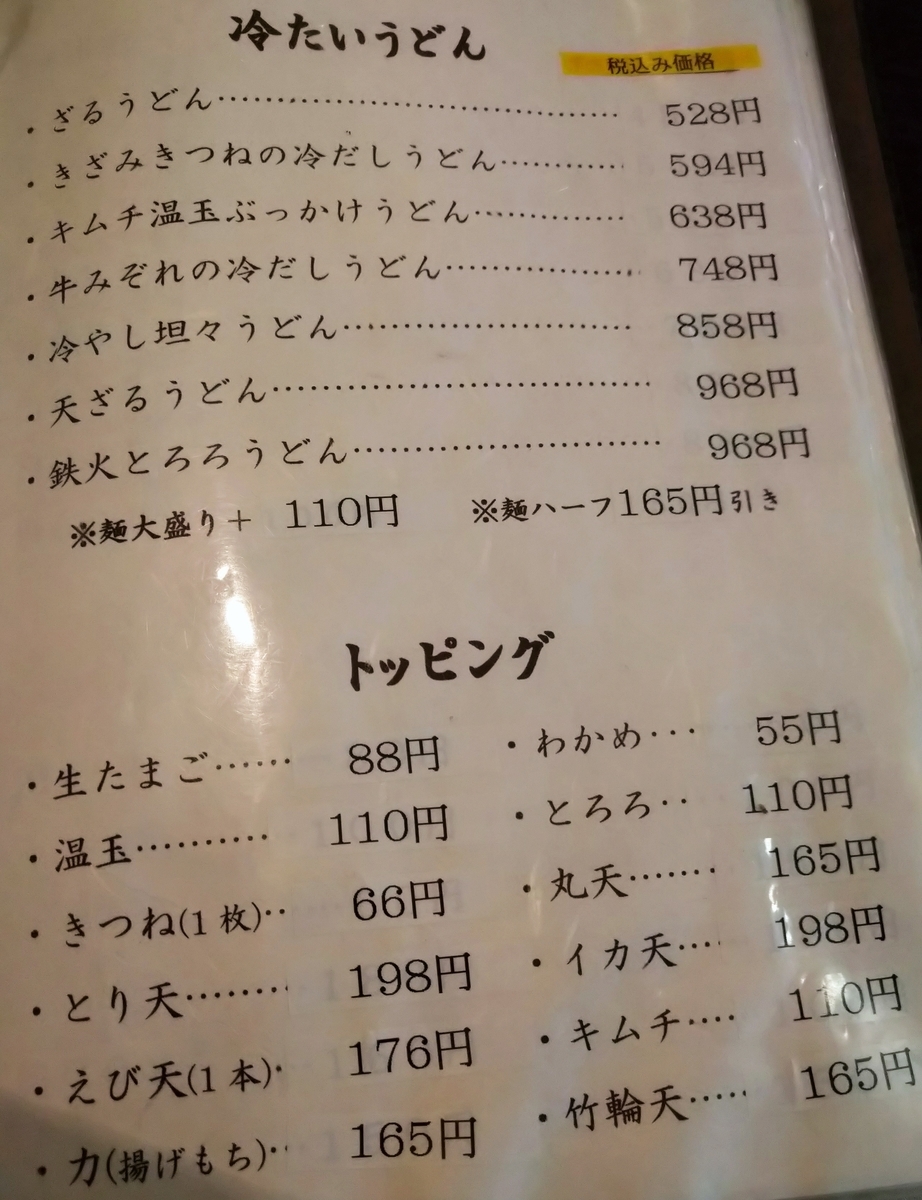 冷たいうどん
税込み価格
・ざるうどん…………………………… 528円
・きざみきつねの冷だしうどん………… 594円
・キムチ温玉ぶっかけうどん…………… 638円
・牛みぞれの冷だしうどん……………… 748円
・冷やし坦々うどん……………………… 858円
・天ざるうどん…………………………… 968円
・鉄火とろろうどん……………………… 968円
※麺大盛り＋ 110円 ※麺ハーフ165円引き
トッピング
・生たまご…… 88円 ・わかめ… 55円
・温玉………… 110円 ・とろろ‥ 110円
・きつね(1枚)‥ 66円 ・丸天…… 165円
・とり天……… 198円 ・イカ天… 198円
・えび天(1本)・ 176円 ・キムチ…・ 110円
・力(揚げもち)‥ 165円 ・竹輪天…… 165円